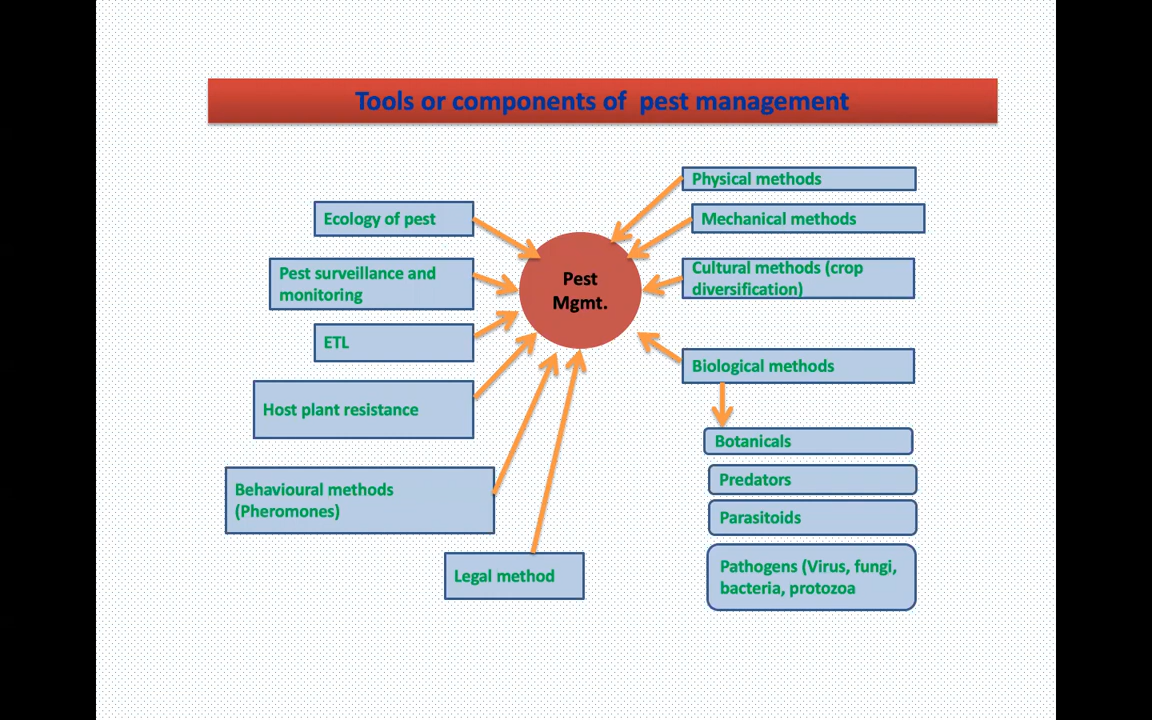 Tools or components of pest management
Physical methods
Ecology of pest
Mechanical methods
Pest surveillance and
monitoring
Pest
Mgmt.
Cultural methods (crop
diversification)
ETL
Biological methods
Host plant resistance
Botanicals
Predators
Behavioural methods
(Pheromones)
Parasitoids
Legal method
Pathogens (Virus, fungi,
bacteria, protozoa